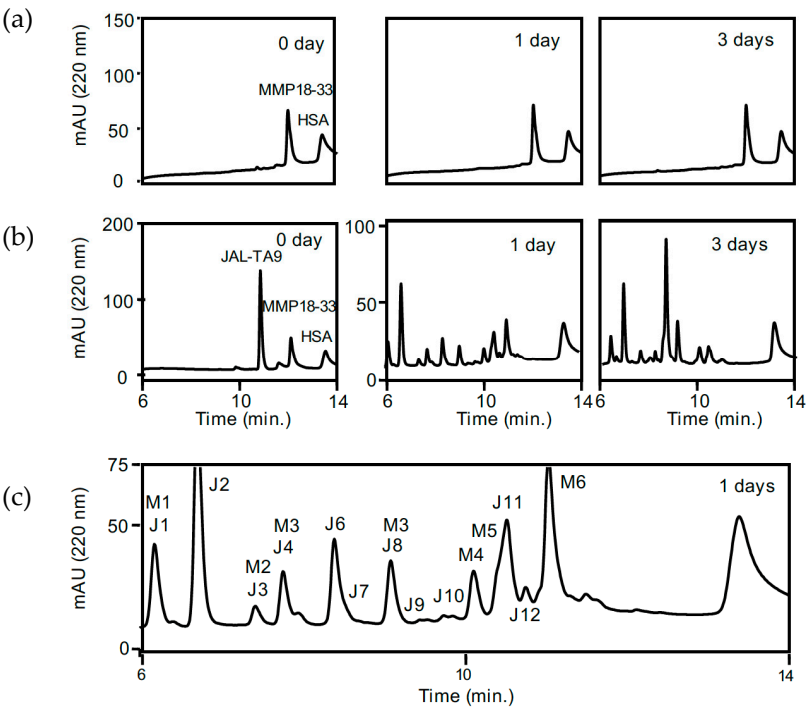 (a)
mAU (220 nm)
150
100
50
0
0 day
MMP18-33
HSA
1 day
3 days
(b)
mAU (220 nm)
200
100
0
0 day
JAL-TA9
MMP18-33
HSA
6
10
14
Time (min.)
100
50
0
1 day
6
10
14
Time (min.)
3 days
6
10
14
Time (min.)
(c)
mAU (220 nm)
75
50
0
1 days
M1
J1
J2
M2
J3
M3
J4
J6
J7
M3
J8
J9
J10
M4
M5
J11
J12
M6
6
10
14
Time (min.)